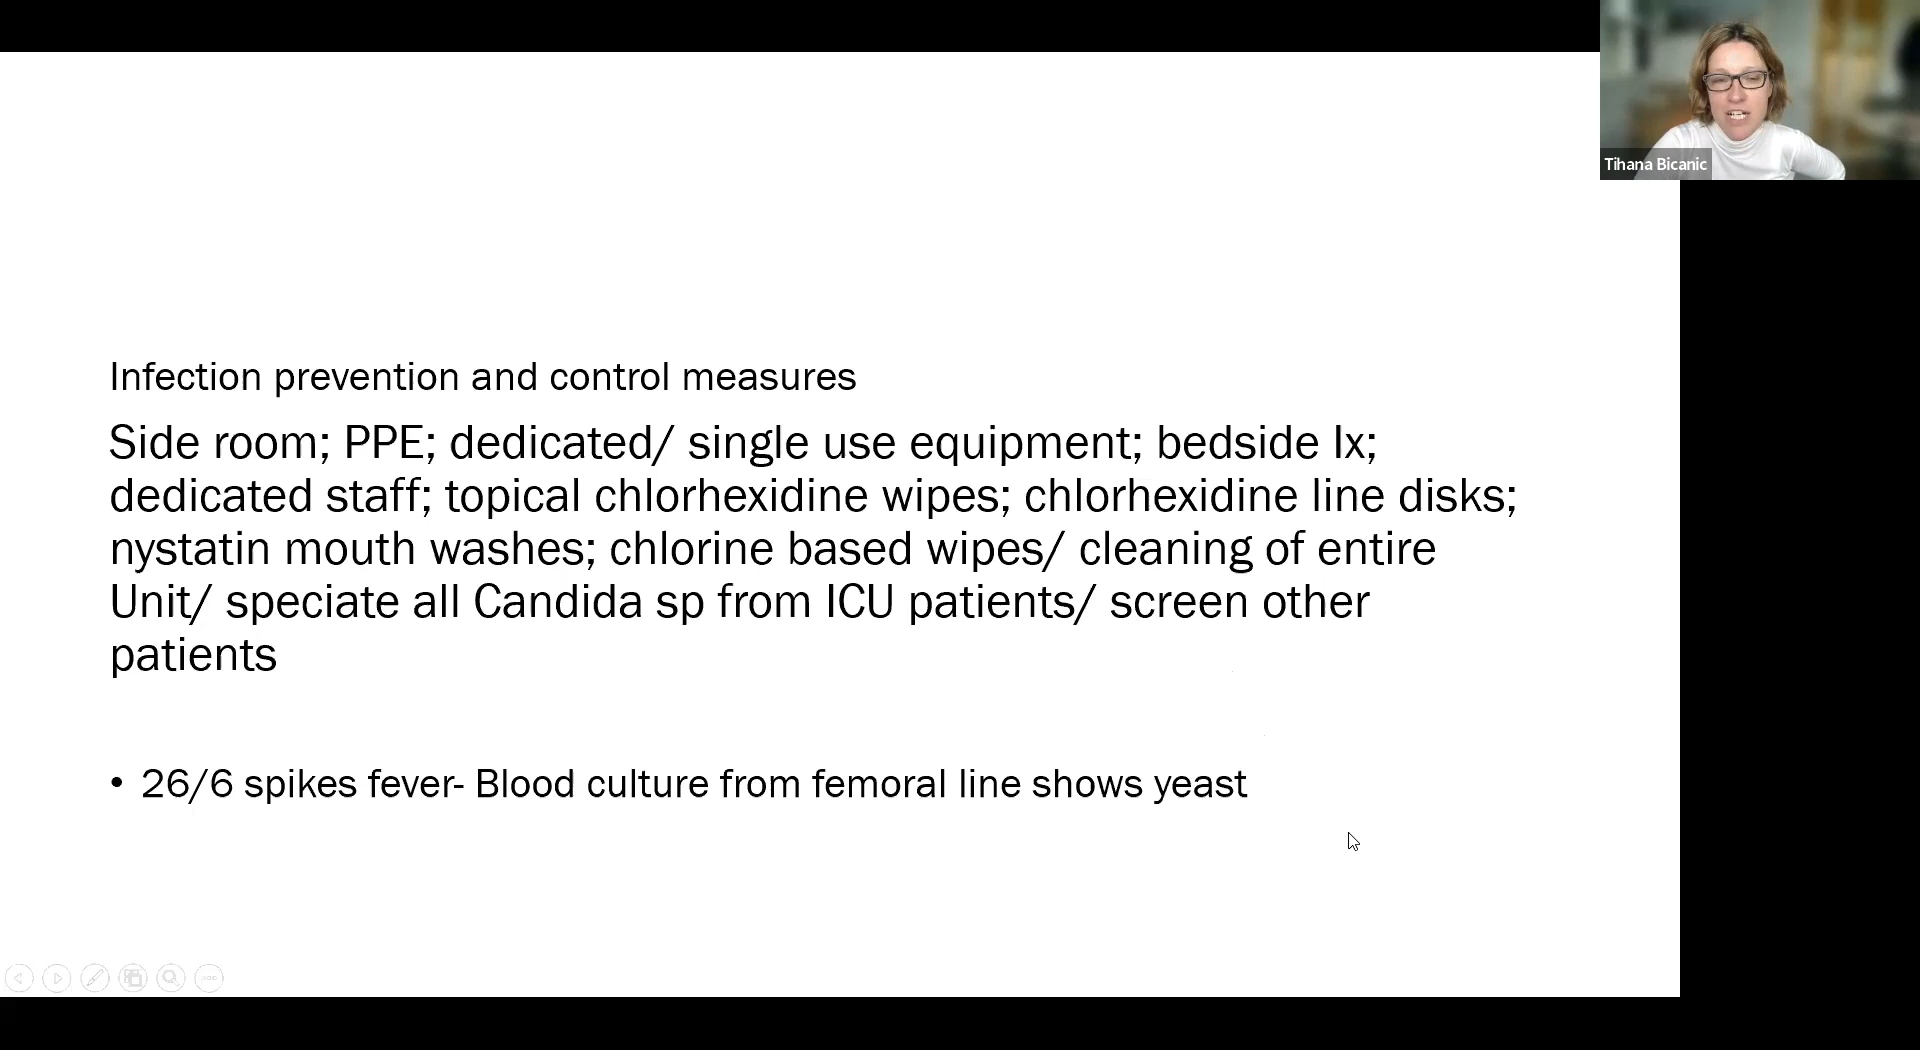 Tihana Bicanic
Infection prevention and control measures
Side room; PPE; dedicated/ single use equipment; bedside Ix;
dedicated staff; topical chlorhexidine wipes; chlorhexidine line disks;
nystatin mouth washes; chlorine based wipes/ cleaning of entire
Unit/ speciate all Candida sp from ICU patients/ screen other
patients
• 26/6 spikes fever- Blood culture from femoral line shows yeast